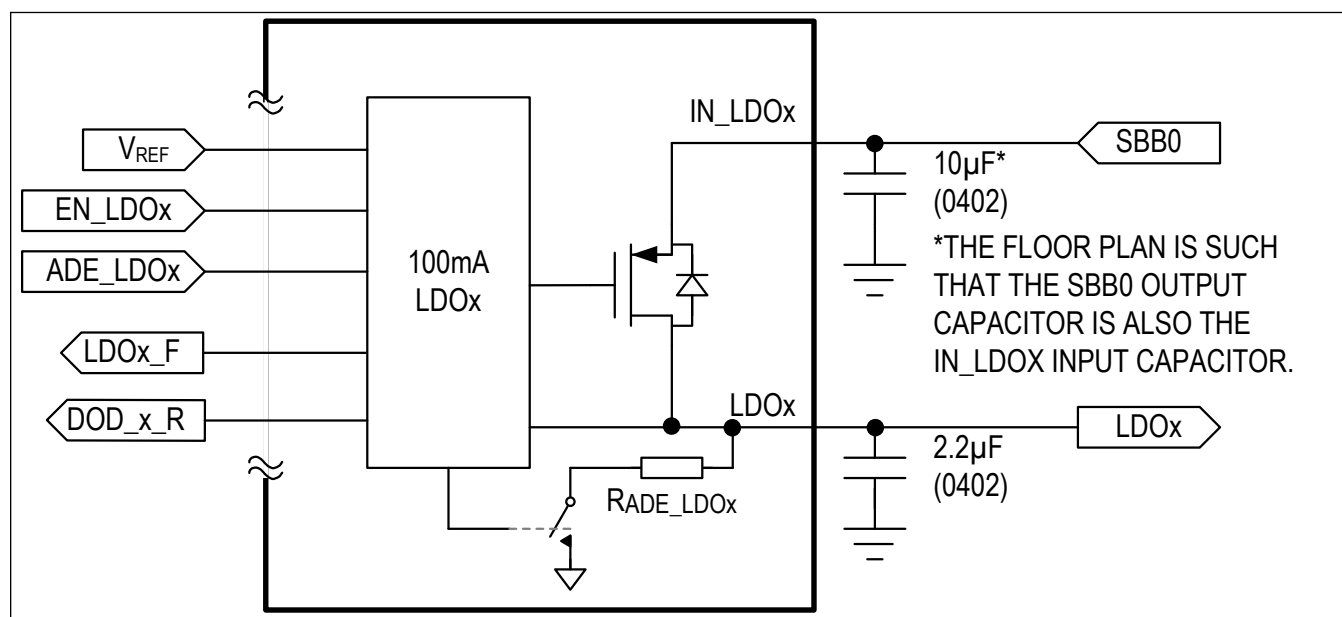 IN_LDOx
SBB0
VREF
10µF*
(0402)
EN_LDOx
*THE FLOOR PLAN IS SUCH
THAT THE SBB0 OUTPUT
CAPACITOR IS ALSO THE
IN_LDOX INPUT CAPACITOR.
ADE_LDOx
100mA
LDOx
LDOx_F
DOD_x_R
LDOx
LDOx
2.2µF
(0402)
RADE_LDOx